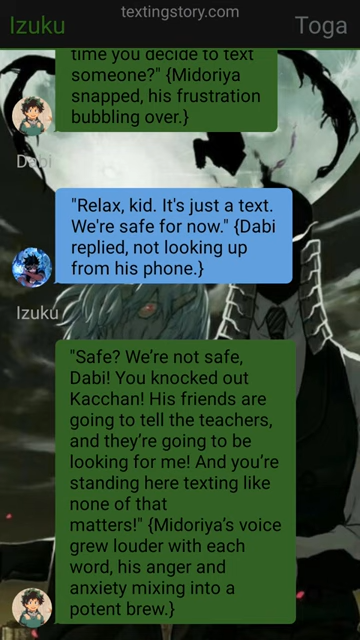 textingstory.com
Izuku
Toga
time you decide to text
someone?" {Midoriya
snapped, his frustration
bubbling over.}
Dabi
"Relax, kid. It's just a text.
We're safe for now." {Dabi
replied, not looking up
from his phone.}
Izuku
"Safe? We’re not safe,
Dabi! You knocked out
Kacchan! His friends are
going to tell the teachers,
and they’re going to be
looking for me! And you’re
standing here texting like
none of that
matters!" {Midoriya’s voice
grew louder with each
word, his anger and
anxiety mixing into a
potent brew.}